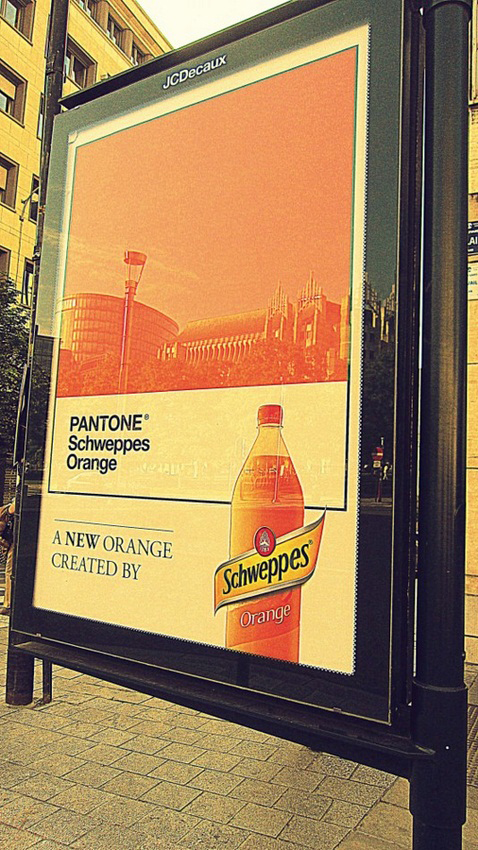 JCDecaux
PANTONE®
Schweppes
Orange
A NEW ORANGE
CREATED BY
Schweppes®
Orange